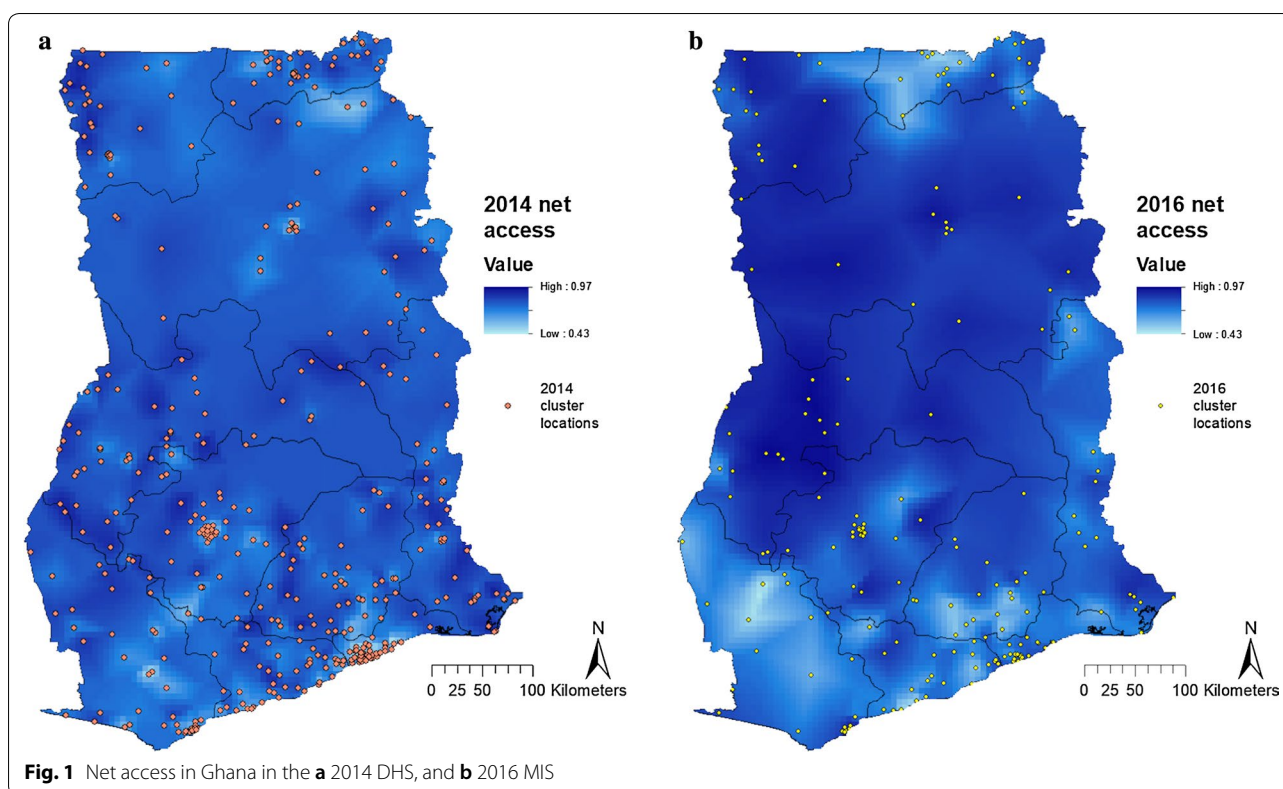 a
2014 net
access
Value
High : 0.97
Low : 0.43
2014
cluster
locations
N
0 25 50 100 Kilometers
b
2016 net
access
Value
High : 0.97
Low : 0.43
2016
cluster
locations
N
0 25 50 100 Kilometers
Fig. 1 Net access in Ghana in the a 2014 DHS, and b 2016 MIS